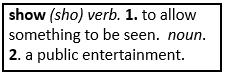 show (sho) verb. 1. to allow
something to be seen. noun.
2. a public entertainment.